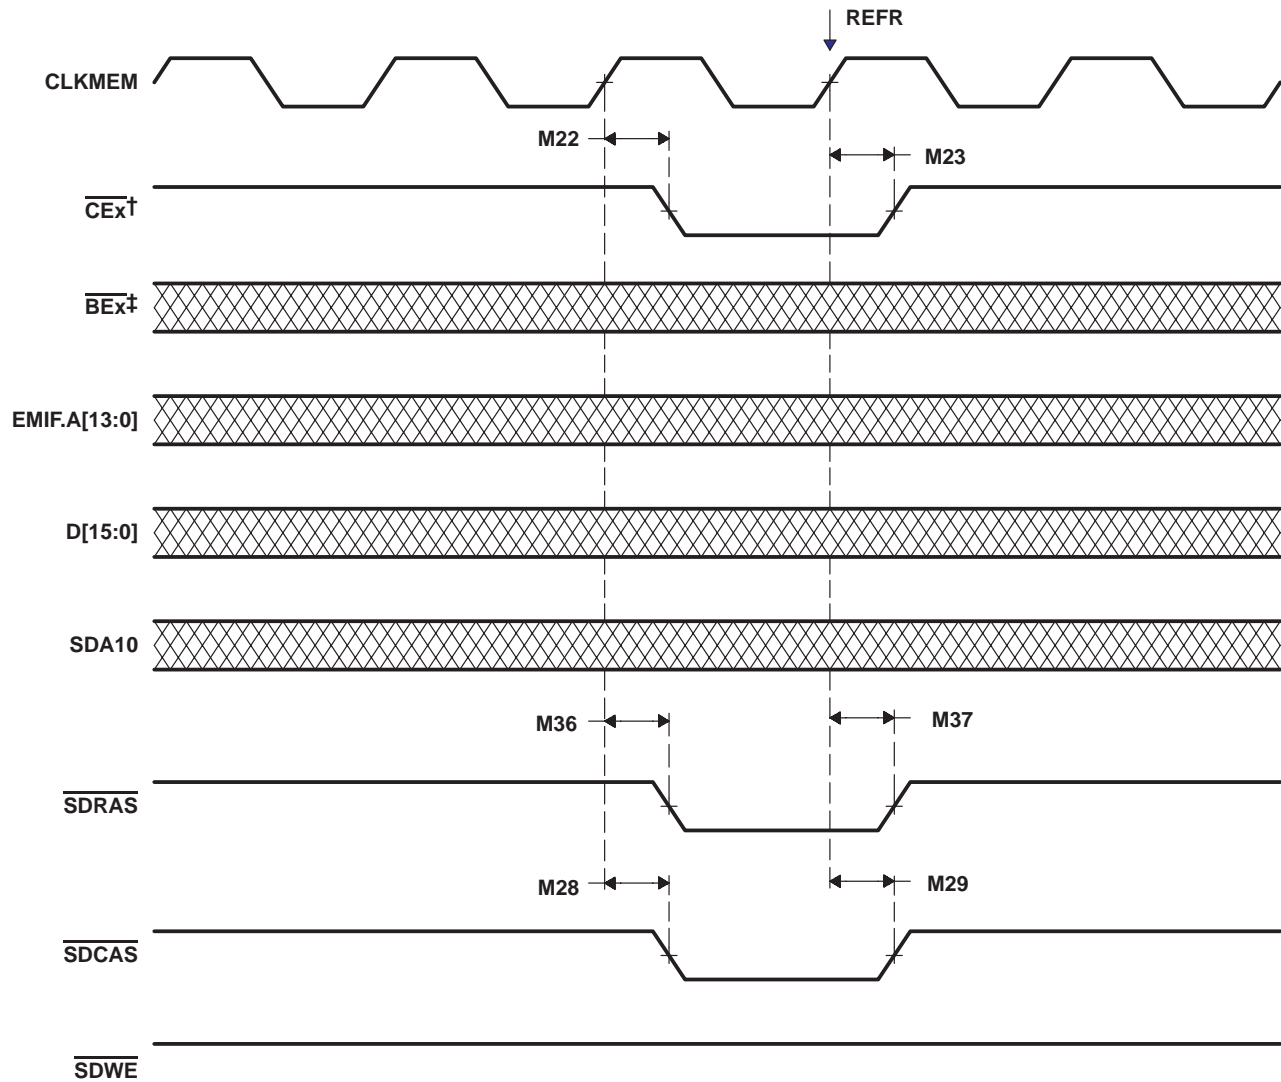 REFR
CLKMEM
M22
M23
CEx†
BEx‡
EMIF.A[13:0]
D[15:0]
SDA10
M36
M37
SDRAS
M28
M29
SDCAS
SDWE